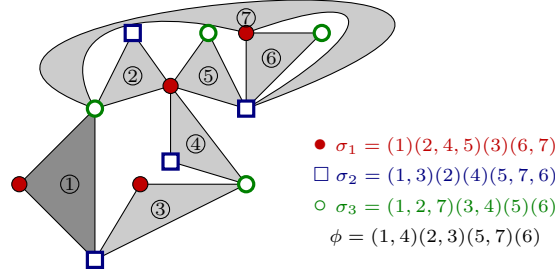 ⑦
② ⑤ ⑥
④
① ③
● σ₁ = (1)(2, 4, 5)(3)(6, 7)
□ σ₂ = (1, 3)(2)(4)(5, 7, 6)
○ σ₃ = (1, 2, 7)(3, 4)(5)(6)
ϕ = (1, 4)(2, 3)(5, 7)(6)